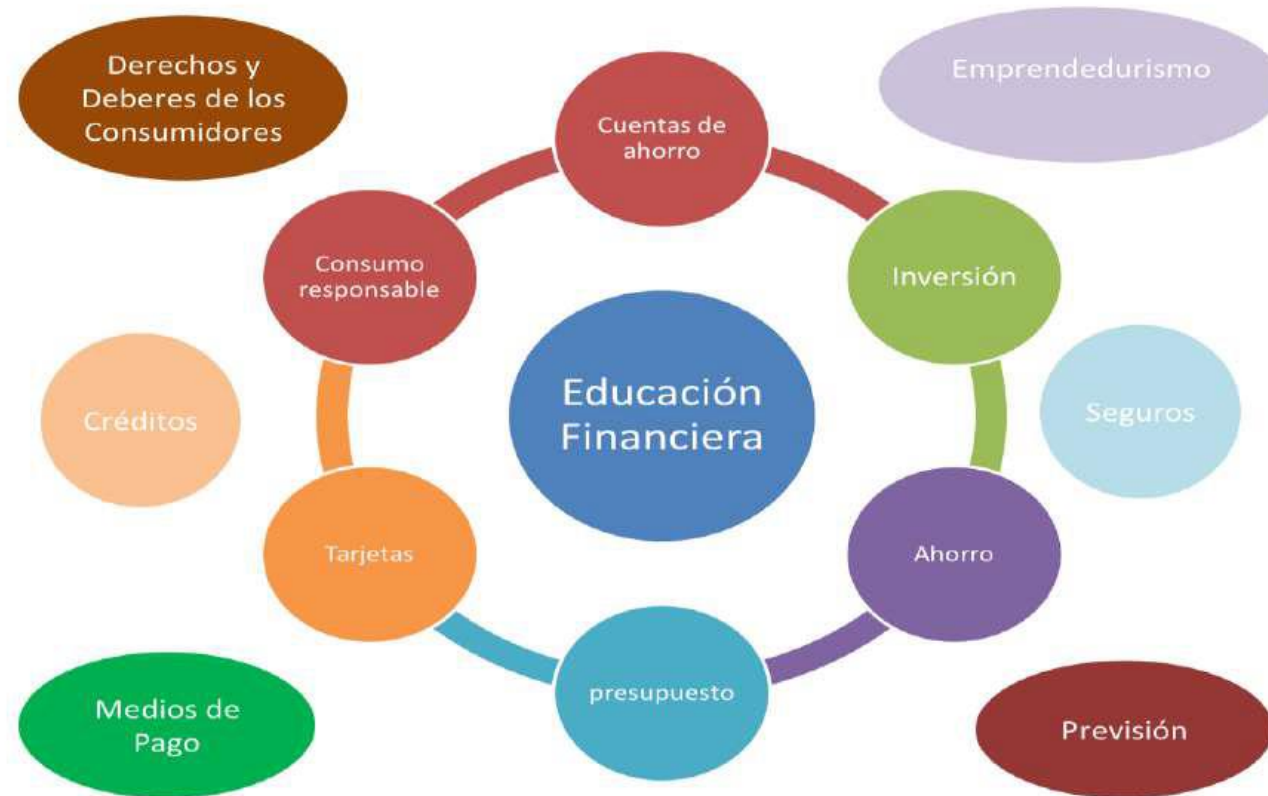 Derechos y
Deberes de los
Consumidores
Emprendedurismo
Cuentas de
ahorro
Consumo
responsable
Inversión
Educación
Financiera
Créditos
Seguros
Tarjetas
Ahorro
presupuesto
Medios de
Pago
Previsión